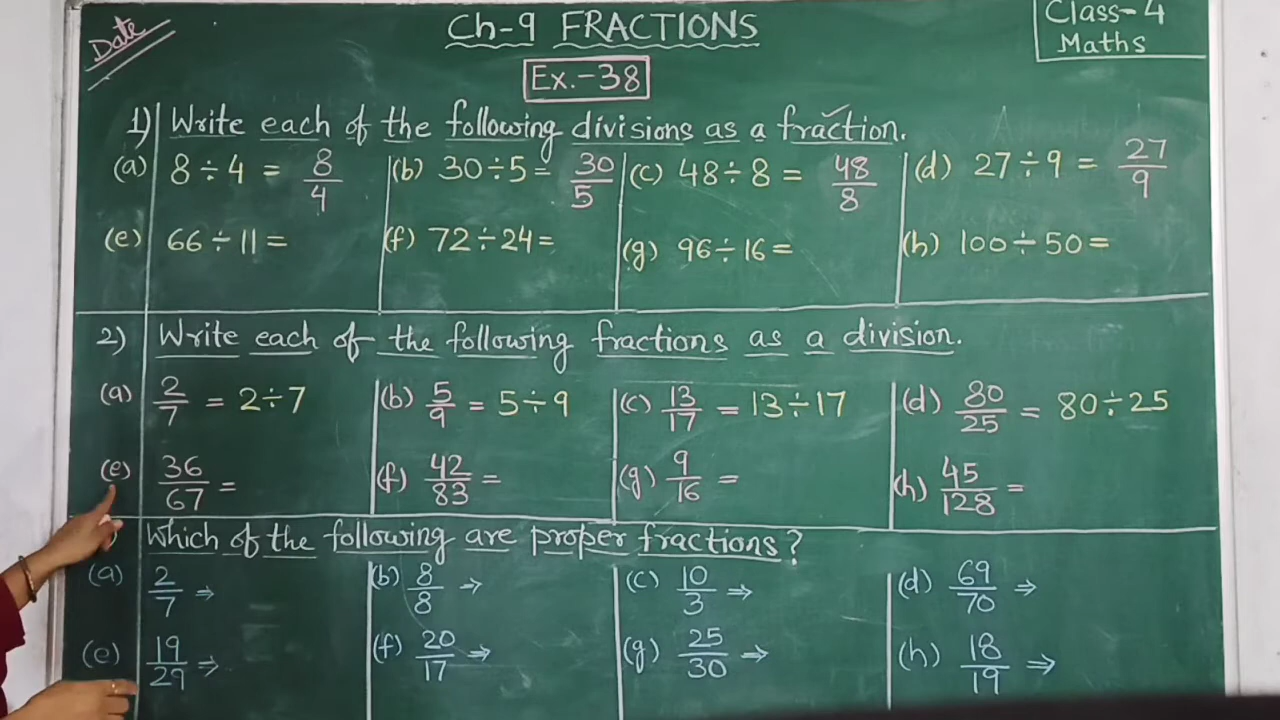 Date
Ch-9 FRACTIONS
Class-4
Maths
Ex.-38
1) Write each of the following divisions as a fraction.
(a) 8÷4 = 8/4 (b) 30÷5= 30/5 (c) 48÷8 = 48/8 (d) 27÷9 = 27/9
(e) 66÷11= (f) 72÷24= (g) 96÷16= (h) 100÷50=
2) Write each of the following fractions as a division.
(a) 2/7 = 2÷7 (b) 5/9 = 5÷9 (c) 13/17 = 13÷17 (d) 80/25 = 80÷25
(e) 36/67 = (f) 42/83 = (g) 9/16 = (h) 45/128 =
) Which of the following are proper fractions?
(a) 2/7 ⇒ (b) 8/8 ⇒ (c) 10/3 ⇒ (d) 69/70 ⇒
(e) 19/29 ⇒ (f) 20/17 ⇒ (g) 25/30 ⇒ (h) 18/19 ⇒